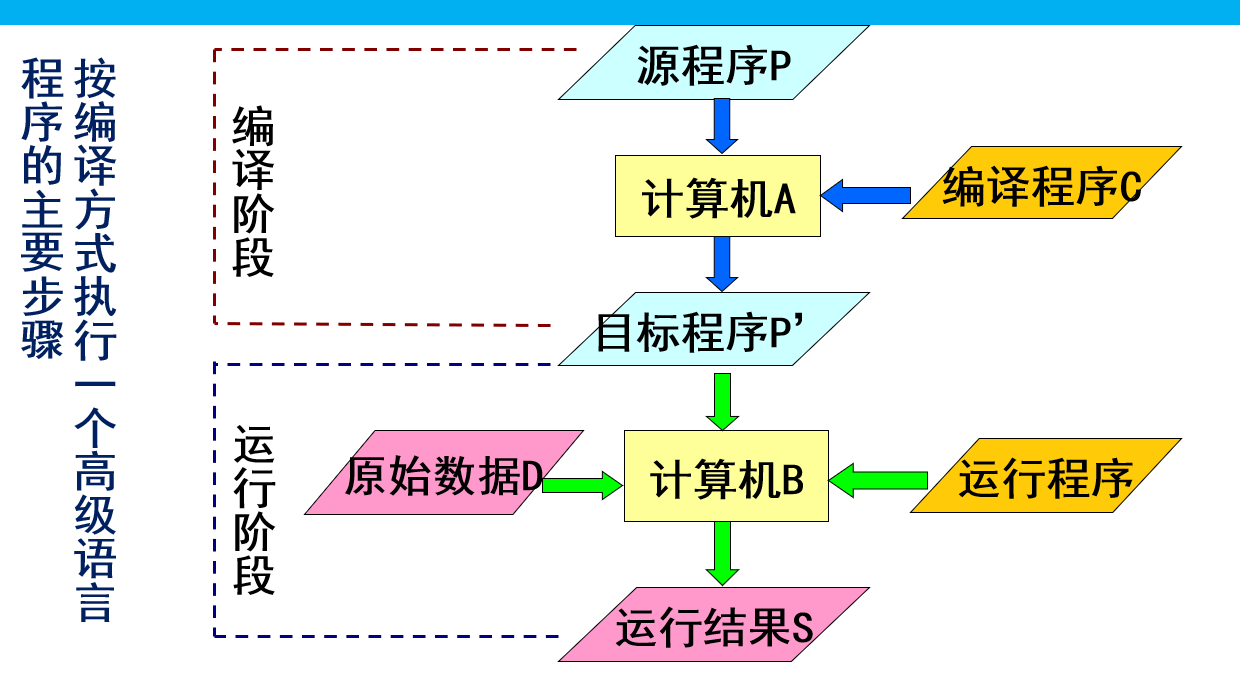 按编译方式执行一个高级语言
程序的主要步骤
编译阶段
源程序P
计算机A
编译程序C
目标程序P'
运行阶段
原始数据D
计算机B
运行程序
运行结果S